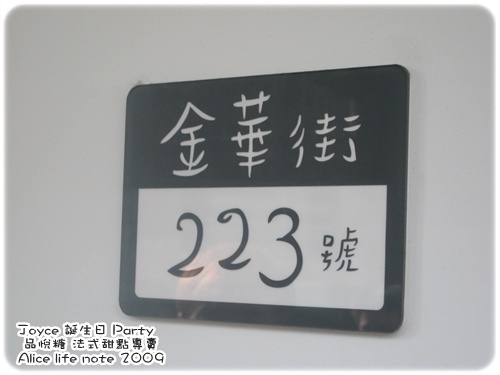 金華街
223號
Joyce 誕生日 Party
品悅糖 法式甜點專賣
Alice life note 2009